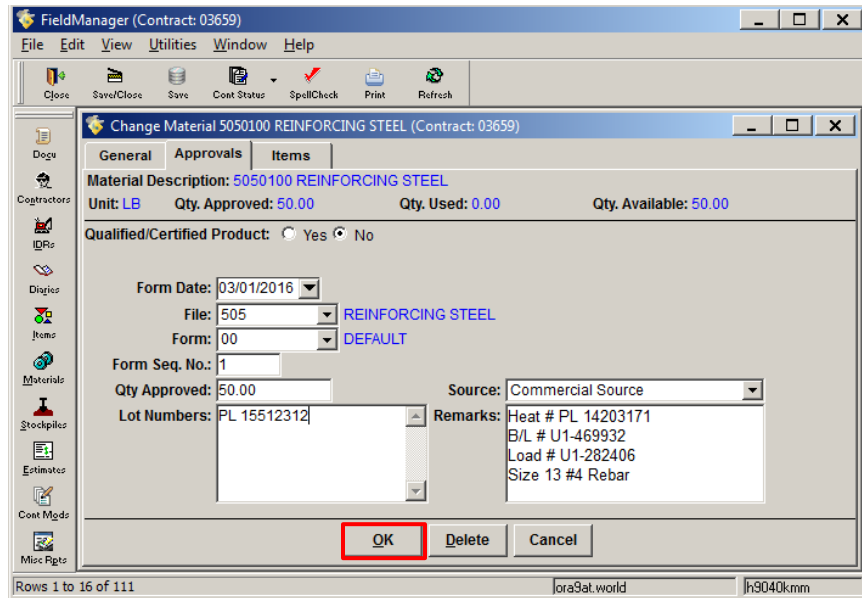 FieldManager (Contract: 03659)
File Edit View Utilities Window Help
Close Save/Close Save Cont Status SpellCheck Print Refresh
Change Material 5050100 REINFORCING STEEL (Contract: 03659)
General Approvals Items
Docu
Contractors
IDRs
Diaries
Items
Materials
Stockpiles
Estimates
Cont Mods
Misc Rpts
Material Description: 5050100 REINFORCING STEEL
Unit: LB Qty. Approved: 50.00 Qty. Used: 0.00 Qty. Available: 50.00
Qualified/Certified Product: Yes No
Form Date: 03/01/2016
File: 505 REINFORCING STEEL
Form: 00 DEFAULT
Form Seq. No.: 1
Qty Approved: 50.00 Source: Commercial Source
Lot Numbers: PL 15512312 Remarks: Heat # PL 14203171
B/L # U1-469932
Load # U1-282406
Size 13 #4 Rebar
OK Delete Cancel
Rows 1 to 16 of 111 ora9at.world h9040kmm